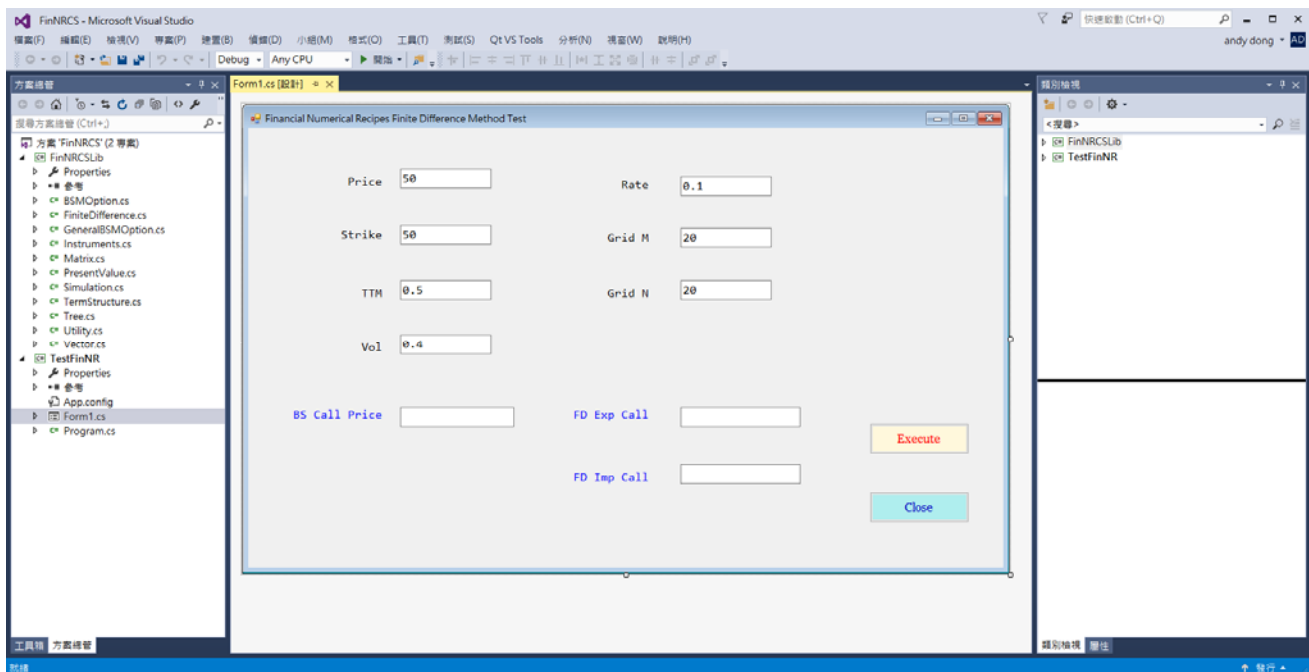 FinNRCS - Microsoft Visual Studio
快速啟動 (Ctrl+Q)
檔案(F) 編輯(E) 檢視(V) 專案(P) 建置(B) 偵錯(D) 小組(M) 格式(O) 工具(T) 測試(S) Qt VS Tools 分析(N) 視窗(W) 說明(H)
andy dong AD
Debug Any CPU 開始
方案總管
搜尋方案總管 (Ctrl+;)
方案 'FinNRCS' (2 專案)
FinNRCSLib
Properties
參考
BSMOption.cs
FiniteDifference.cs
GeneralBSMOption.cs
Instruments.cs
Matrix.cs
PresentValue.cs
Simulation.cs
TermStructure.cs
Tree.cs
Utility.cs
Vector.cs
TestFinNR
Properties
參考
App.config
Form1.cs
Program.cs
工具箱 方案總管
Form1.cs [設計]
Financial Numerical Recipes Finite Difference Method Test
Price 50 Rate 0.1
Strike 50 Grid M 20
TTM 0.5 Grid N 20
Vol 0.4
BS Call Price FD Exp Call
Execute
FD Imp Call
Close
類別檢視
<搜尋>
FinNRCSLib
TestFinNR
類別檢視 屬性
就緒
發行